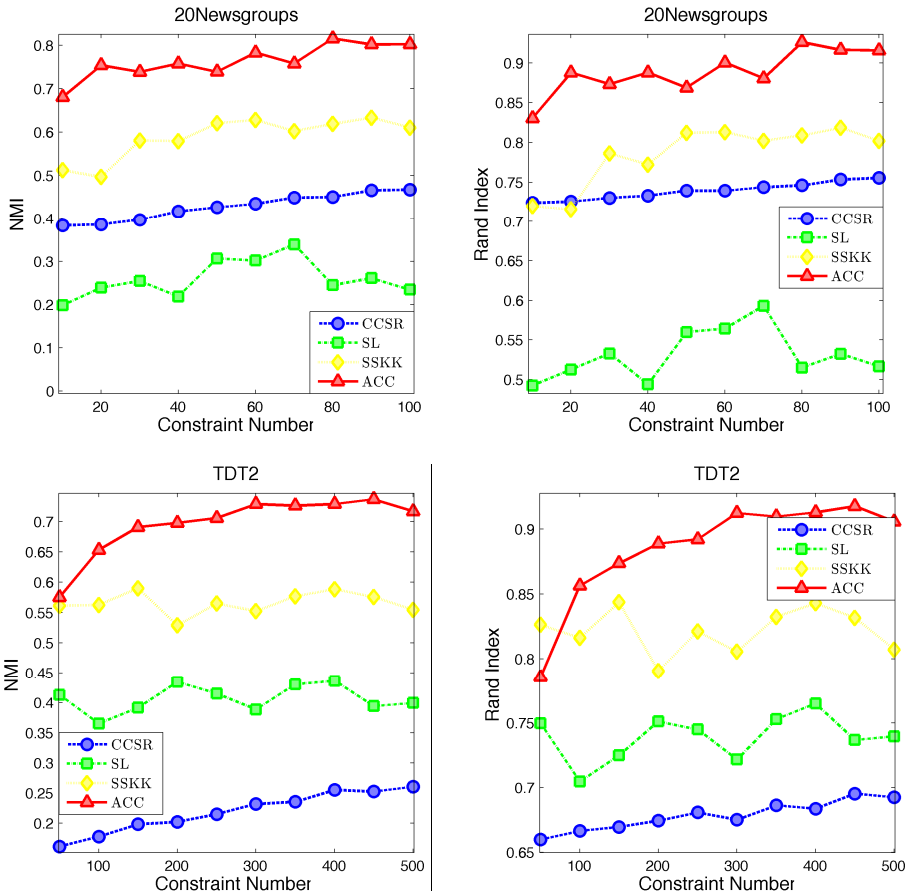 20Newsgroups
0.8
0.7
0.6
0.5
0.4
0.3
0.2
0.1
0
NMI
CCSR
SL
SSKK
ACC
20 40 60 80 100
Constraint Number
20Newsgroups
0.9
0.85
0.8
0.75
0.7
0.65
0.6
0.55
0.5
Rand Index
CCSR
SL
SSKK
ACC
20 40 60 80 100
Constraint Number
TDT2
0.7
0.65
0.6
0.55
0.5
0.45
0.4
0.35
0.3
0.25
0.2
NMI
CCSR
SL
SSKK
ACC
100 200 300 400 500
Constraint Number
TDT2
0.9
0.85
0.8
0.75
0.7
0.65
Rand Index
CCSR
SL
SSKK
ACC
100 200 300 400 500
Constraint Number